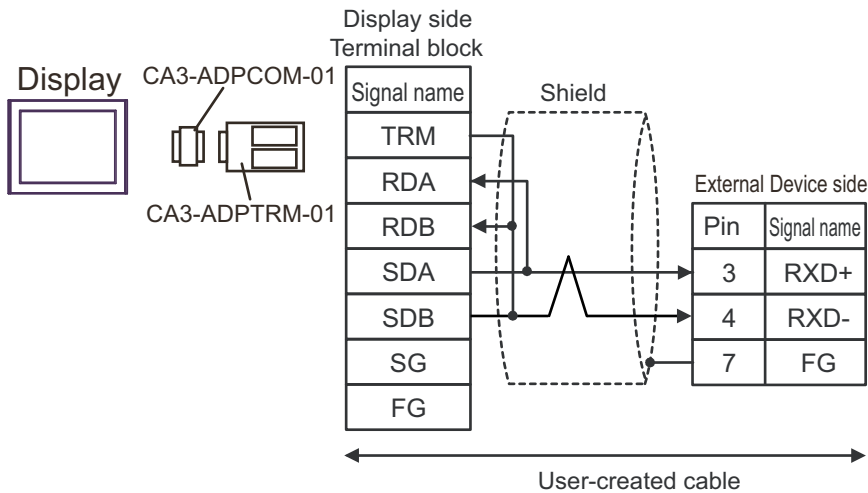 Display side
Terminal block
Display
CA3-ADPCOM-01
CA3-ADPTRM-01
Signal name
TRM
RDA
RDB
SDA
SDB
SG
FG
Shield
External Device side
Pin Signal name
3 RXD+
4 RXD-
7 FG
User-created cable